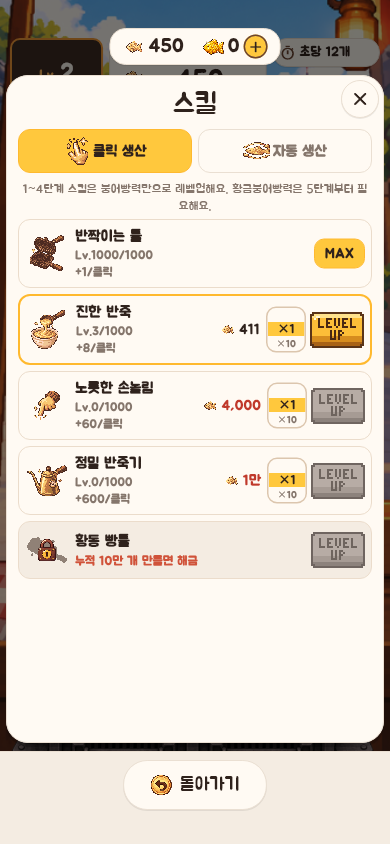 450
0
+
초당 12개
스킬
클릭 생산
자동 생산
1~4단계 스킬은 붕어빵력만으로 레벨업해요. 황금붕어빵력은 5단계부터 필
요해요.
반짝이는 틀
Lv.1000/1000
+1/클릭
MAX
진한 반죽
Lv.3/1000
+8/클릭
411
×1
×10
LEVEL
UP
노릇한 손놀림
Lv.0/1000
+60/클릭
4,000
×1
×10
LEVEL
UP
정밀 반죽기
Lv.0/1000
+600/클릭
1만
×1
×10
LEVEL
UP
황동 빵틀
누적 10만 개 만들면 해금
LEVEL
UP
돌아가기